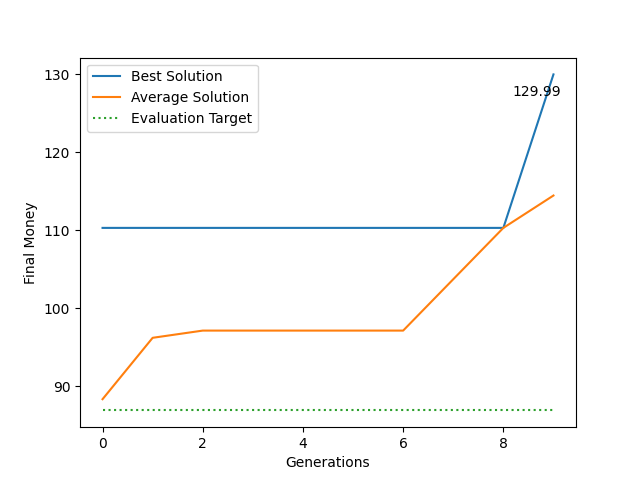 Best Solution
Average Solution
Evaluation Target
129.99
130
120
110
100
90
Final Money
0 2 4 6 8
Generations